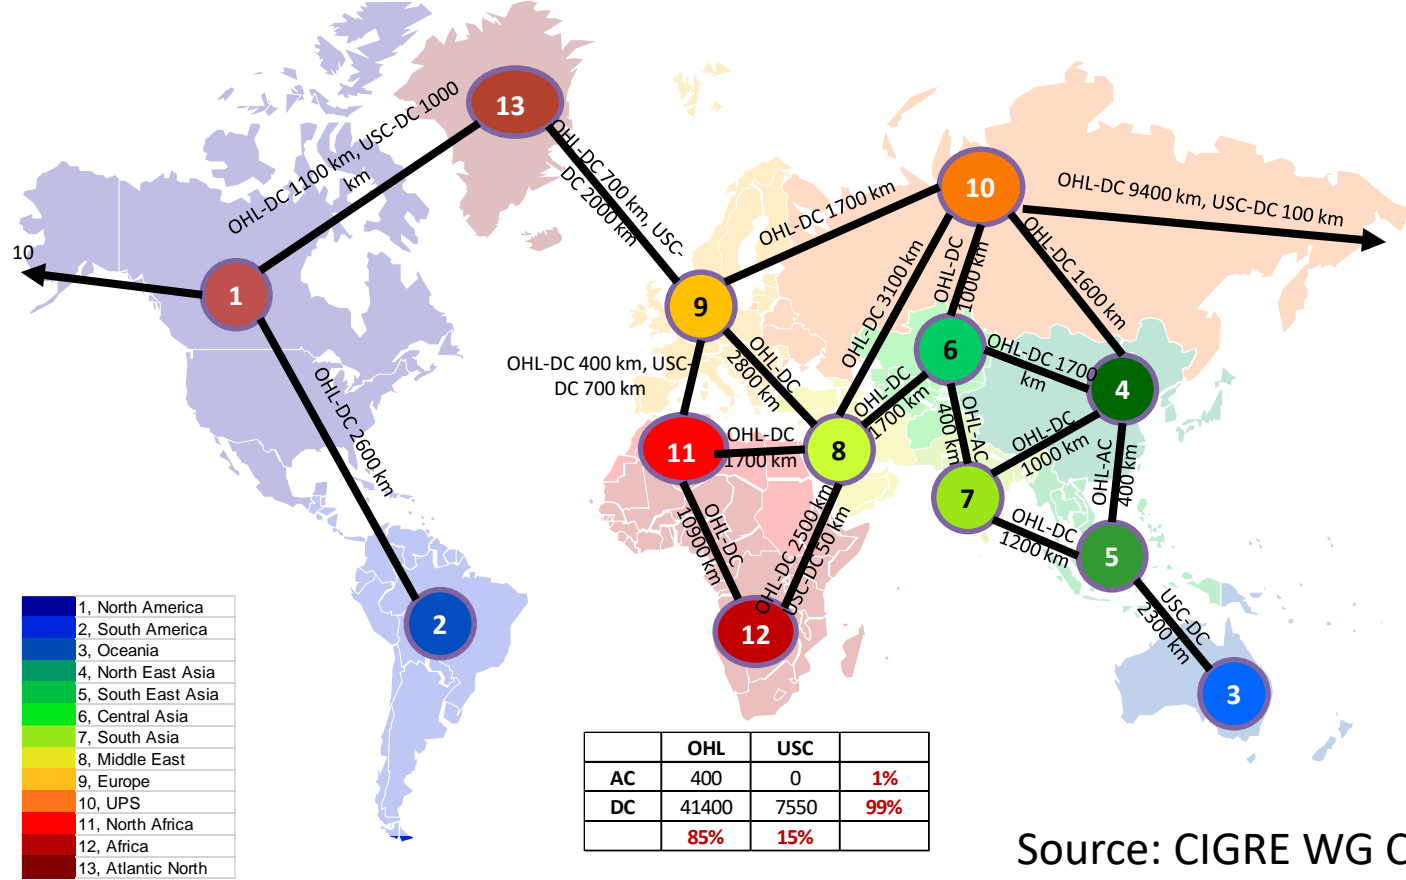 13
OHL-DC 1100 km, USC-DC 1000
km
OHL-DC 700 km, USC-
DC 2000 km
10
OHL-DC 1700 km
OHL-DC 9400 km, USC-DC 100 km
10
1
9
OHL-DC 3100 km
OHL-DC
1000 km
OHL-DC 1600 km
6
OHL-DC 1700
km
4
OHL-DC 400 km, USC-
DC 700 km
OHL-DC
2800 km
OHL-DC
1700 km
OHL-DC 2600 km
OHL-AC
400 km
OHL-DC
1000 km
OHL-AC
400 km
11
OHL-DC
1700 km
8
7
OHL-DC
1200 km
5
OHL-DC
10900 km
OHL-DC 2500 km
USC-DC 50 km
12
2
USC-DC
2300 km
3
1, North America
2, South America
3, Oceania
4, North East Asia
5, South East Asia
6, Central Asia
7, South Asia
8, Middle East
9, Europe
10, UPS
11, North Africa
12, Africa
13, Atlantic North
OHL USC
AC 400 0 1%
DC 41400 7550 99%
85% 15%
Source: CIGRE WG C